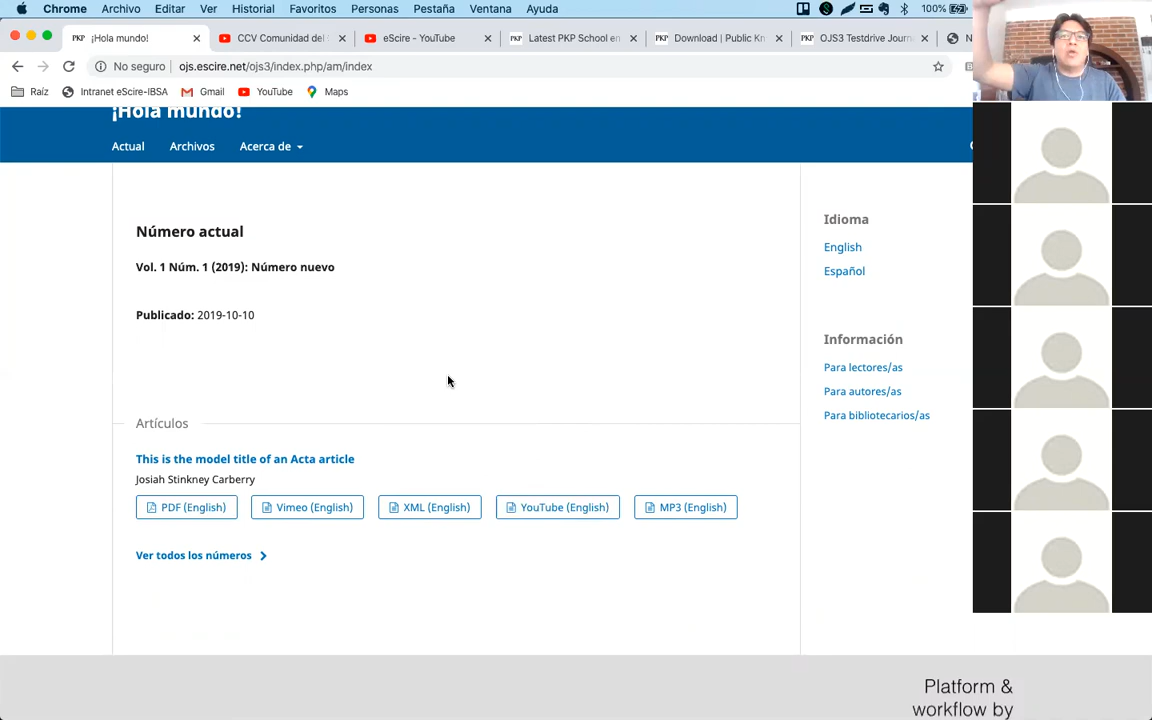 Chrome Archivo Editar Ver Historial Favoritos Personas Pestaña Ventana Ayuda 100%
PKP ¡Hola mundo!
CCV Comunidad del
eScire - YouTube
PKP Latest PKP School en
PKP Download | Public Kn
PKP OJS3 Testdrive Journ
N
No seguro | ojs.escire.net/ojs3/index.php/am/index
Raíz Intranet eScire-IBSA Gmail YouTube Maps
¡Hola mundo!
Actual Archivos Acerca de
Número actual
Vol. 1 Núm. 1 (2019): Número nuevo
Publicado: 2019-10-10
Artículos
This is the model title of an Acta article
Josiah Stinkney Carberry
PDF (English) Vimeo (English) XML (English) YouTube (English) MP3 (English)
Ver todos los números
Idioma
English
Español
Información
Para lectores/as
Para autores/as
Para bibliotecarios/as
Platform &
workflow by